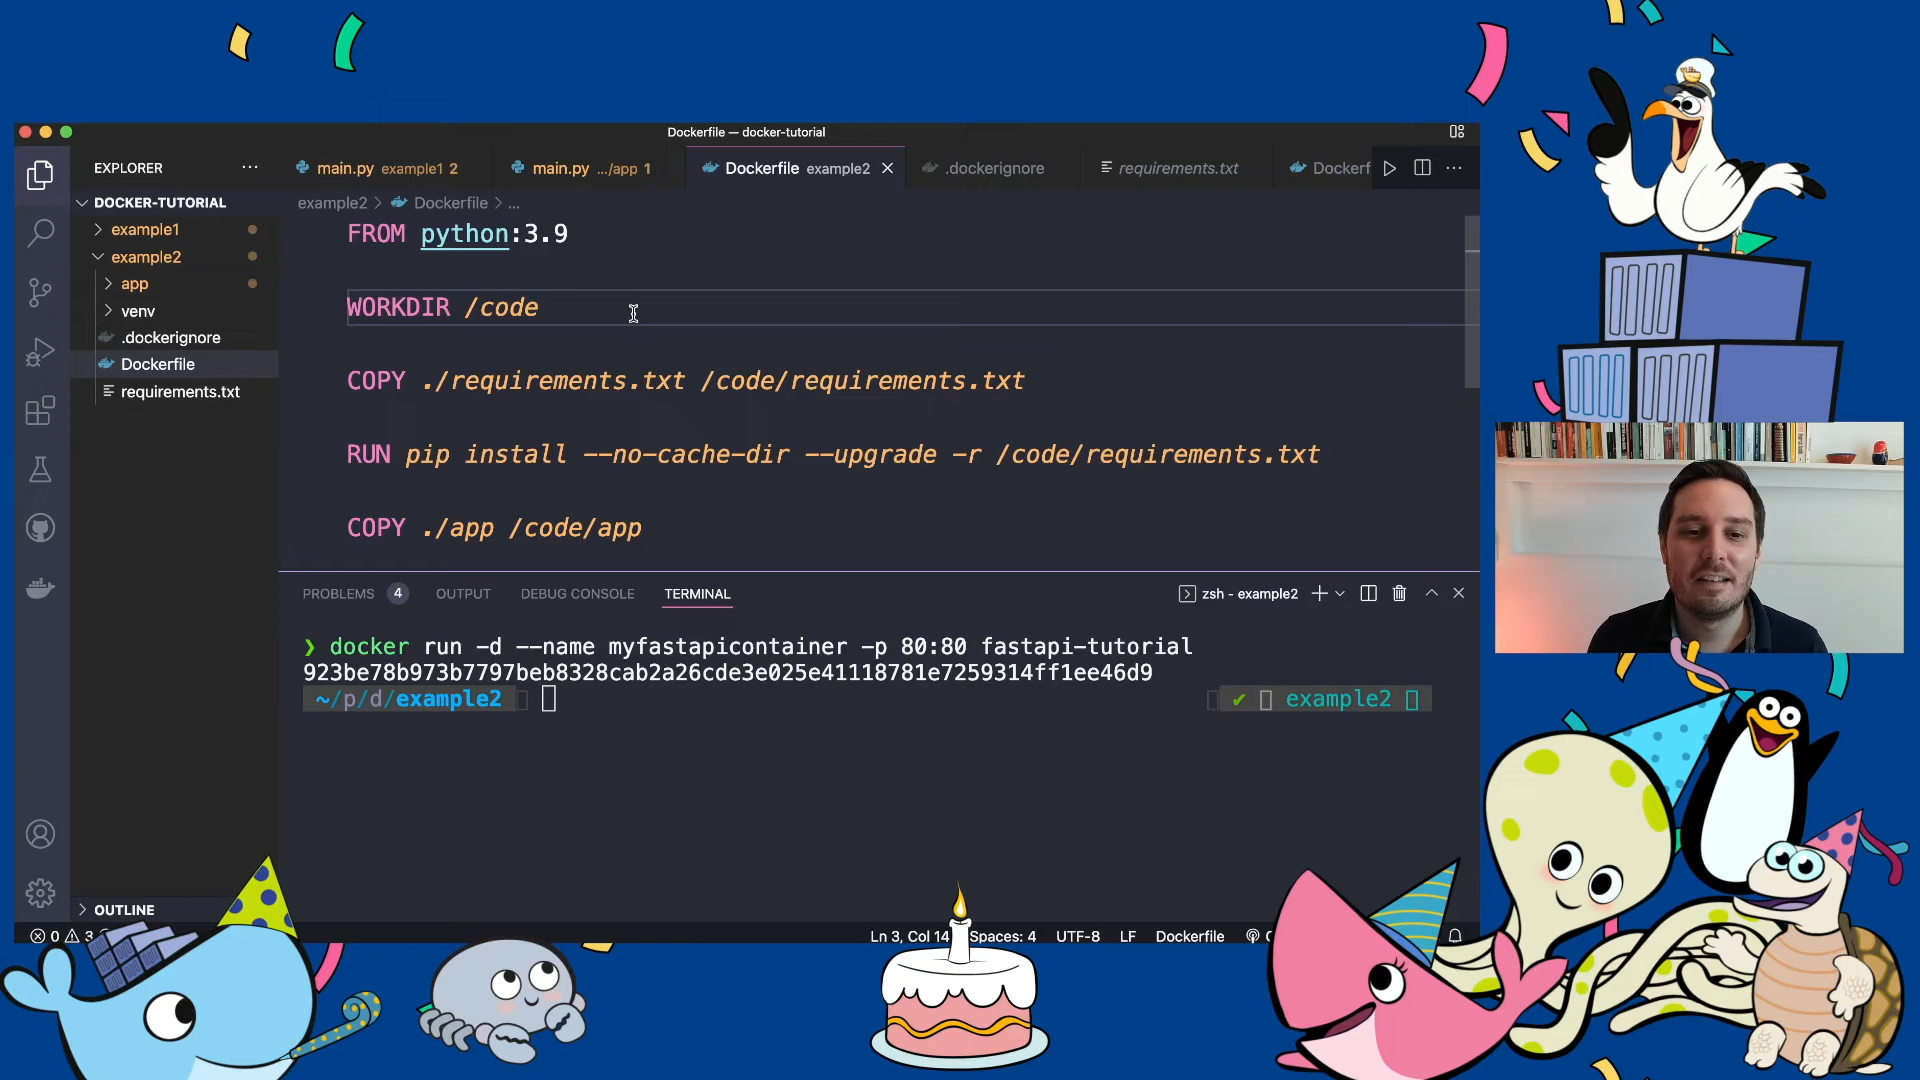 Dockerfile — docker-tutorial
EXPLORER
main.py example1 2
main.py .../app 1
Dockerfile example2
.dockerignore
requirements.txt
Dockerf
DOCKER-TUTORIAL
example1
example2
app
venv
.dockerignore
Dockerfile
requirements.txt
OUTLINE
example2 > Dockerfile > ...
FROM python:3.9
WORKDIR /code
COPY ./requirements.txt /code/requirements.txt
RUN pip install --no-cache-dir --upgrade -r /code/requirements.txt
COPY ./app /code/app
PROBLEMS 4
OUTPUT
DEBUG CONSOLE
TERMINAL
zsh - example2
❯ docker run -d --name myfastapicontainer -p 80:80 fastapi-tutorial
923be78b973b7797beb8328cab2a26cde3e025e41118781e7259314ff1ee46d9
~/p/d/example2
✔ example2
0 3
Ln 3, Col 14
Spaces: 4
UTF-8
LF
Dockerfile